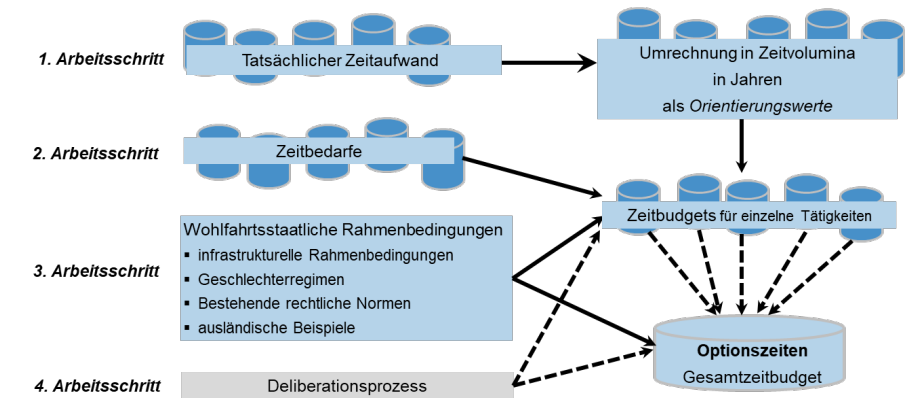 1. Arbeitsschritt
Tatsächlicher Zeitaufwand
Umrechnung in Zeitvolumina
in Jahren
als Orientierungswerte
2. Arbeitsschritt
Zeitbedarfe
Zeitbudgets für einzelne Tätigkeiten
3. Arbeitsschritt
Wohlfahrtsstaatliche Rahmenbedingungen
▪ infrastrukturelle Rahmenbedingungen
▪ Geschlechterregimen
▪ Bestehende rechtliche Normen
▪ ausländische Beispiele
Optionszeiten
Gesamtzeitbudget
4. Arbeitsschritt
Deliberationsprozess